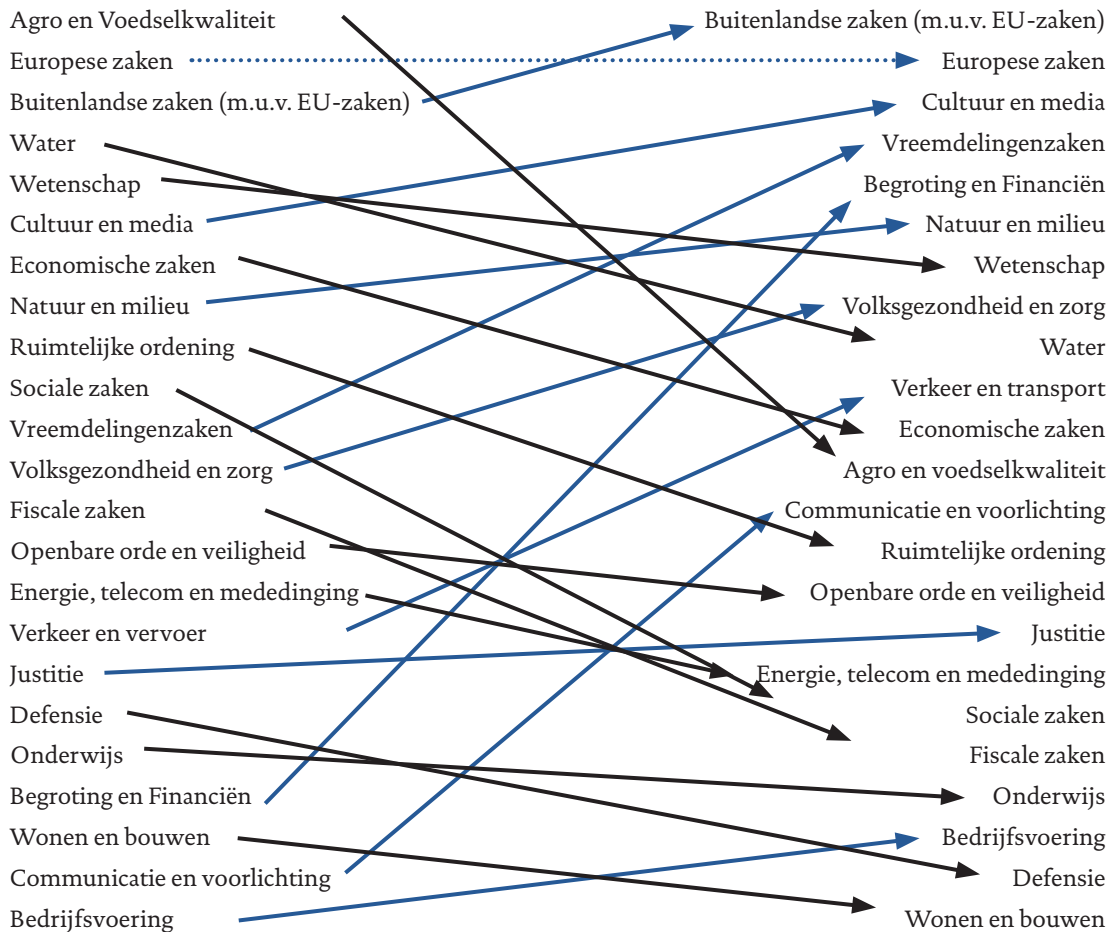 Agro en Voedselkwaliteit
Europese zaken
Buitenlandse zaken (m.u.v. EU-zaken)
Water
Wetenschap
Cultuur en media
Economische zaken
Natuur en milieu
Ruimtelijke ordening
Sociale zaken
Vreemdelingenzaken
Volksgezondheid en zorg
Fiscale zaken
Openbare orde en veiligheid
Energie, telecom en mededinging
Verkeer en vervoer
Justitie
Defensie
Onderwijs
Begroting en Financiën
Wonen en bouwen
Communicatie en voorlichting
Bedrijfsvoering
Buitenlandse zaken (m.u.v. EU-zaken)
Europese zaken
Cultuur en media
Vreemdelingenzaken
Begroting en Financiën
Natuur en milieu
Wetenschap
Volksgezondheid en zorg
Water
Verkeer en transport
Economische zaken
Agro en voedselkwaliteit
Communicatie en voorlichting
Ruimtelijke ordening
Openbare orde en veiligheid
Justitie
Energie, telecom en mededinging
Sociale zaken
Fiscale zaken
Onderwijs
Bedrijfsvoering
Defensie
Wonen en bouwen